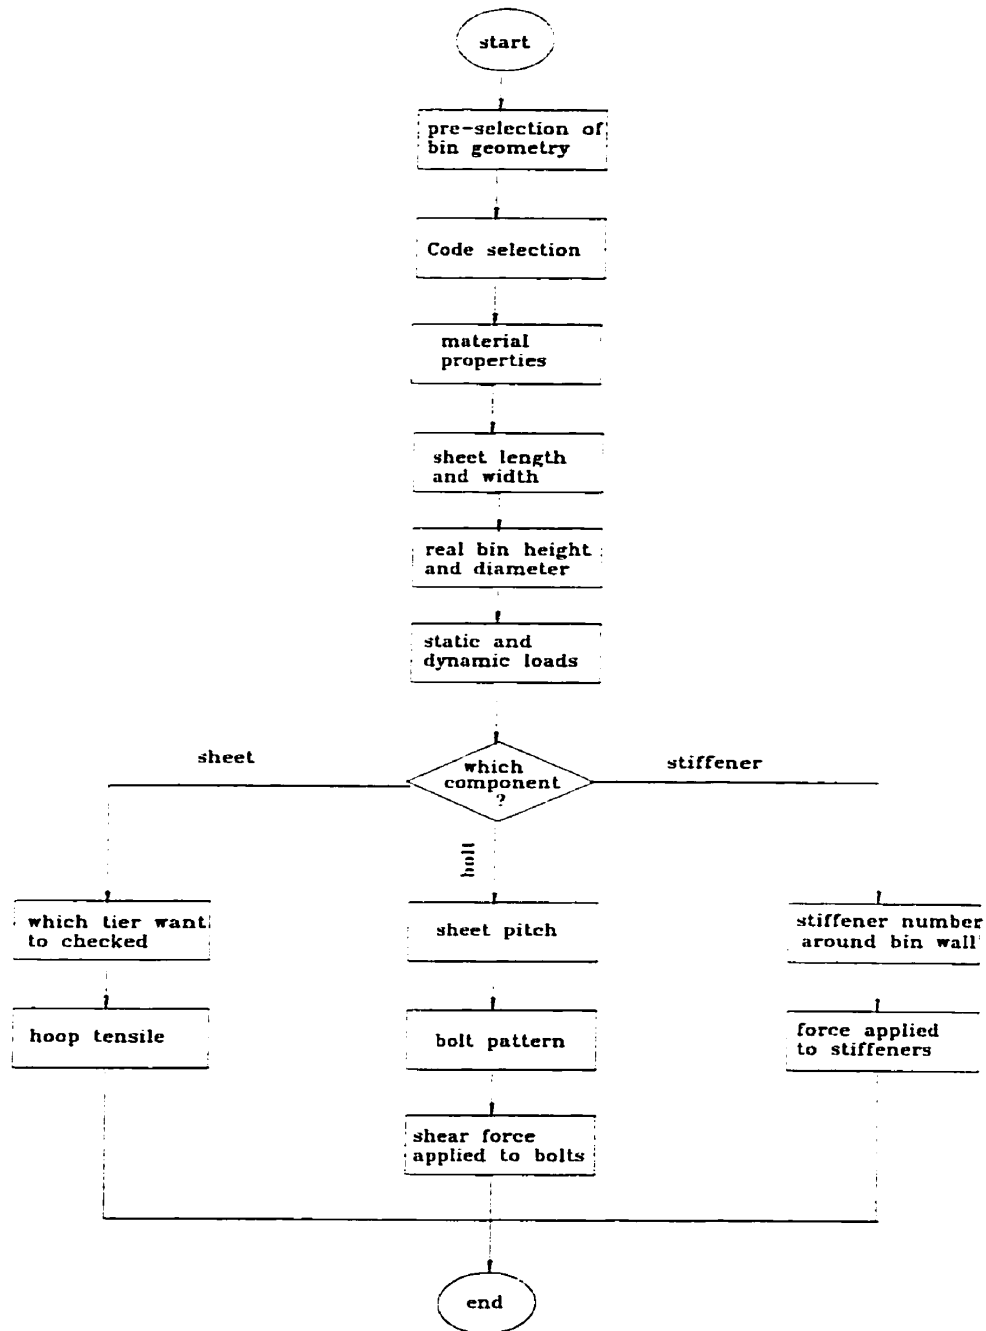 start
pre-selection of
bin geometry
Code selection
material
properties
sheet length
and width
real bin height
and diameter
static and
dynamic loads
which
component
?
sheet
stiffener
bolt
which tier want
to checked
sheet pitch
stiffener number
around bin wall
hoop tensile
bolt pattern
force applied
to stiffeners
shear force
applied to bolts
end